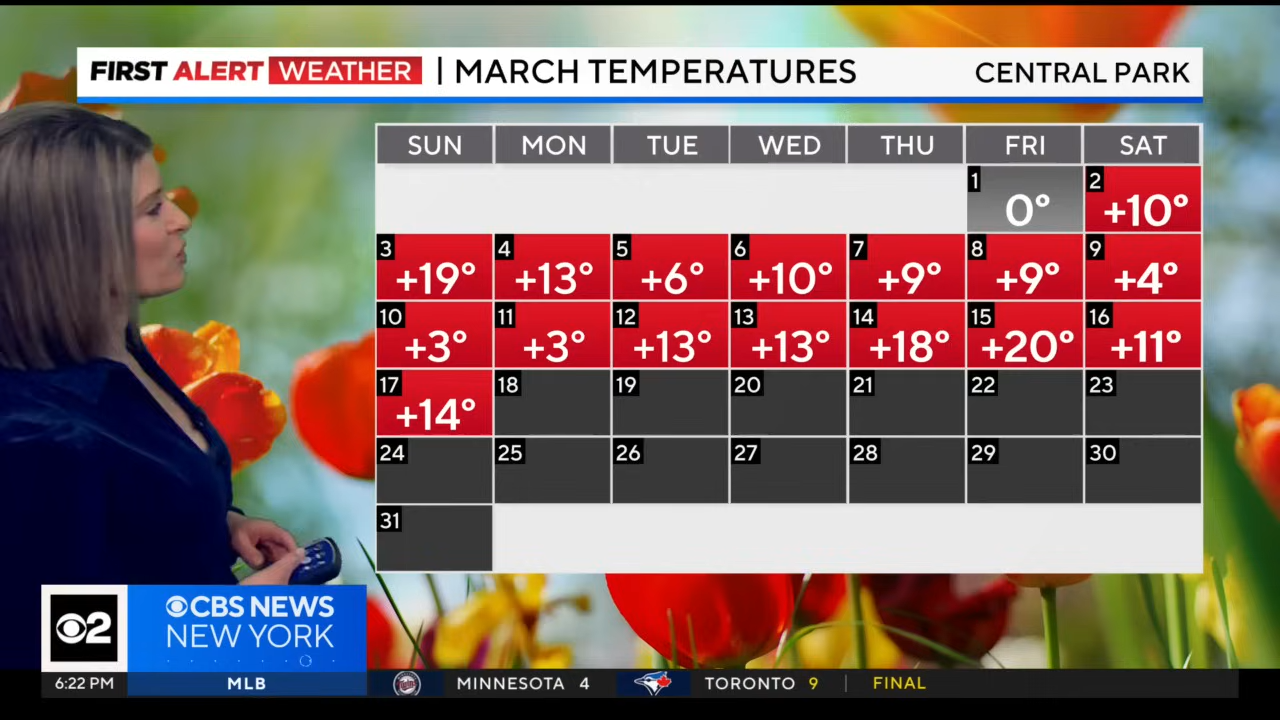 FIRST ALERT WEATHER | MARCH TEMPERATURES CENTRAL PARK
SUN MON TUE WED THU FRI SAT
1 2
0° +10°
3 4 5 6 7 8 9
+19° +13° +6° +10° +9° +9° +4°
10 11 12 13 14 15 16
+3° +3° +13° +13° +18° +20° +11°
17 18 19 20 21 22 23
+14°
24 25 26 27 28 29 30
31
2 CBS NEWS
NEW YORK
6:22 PM MLB MINNESOTA 4 TORONTO 9 | FINAL